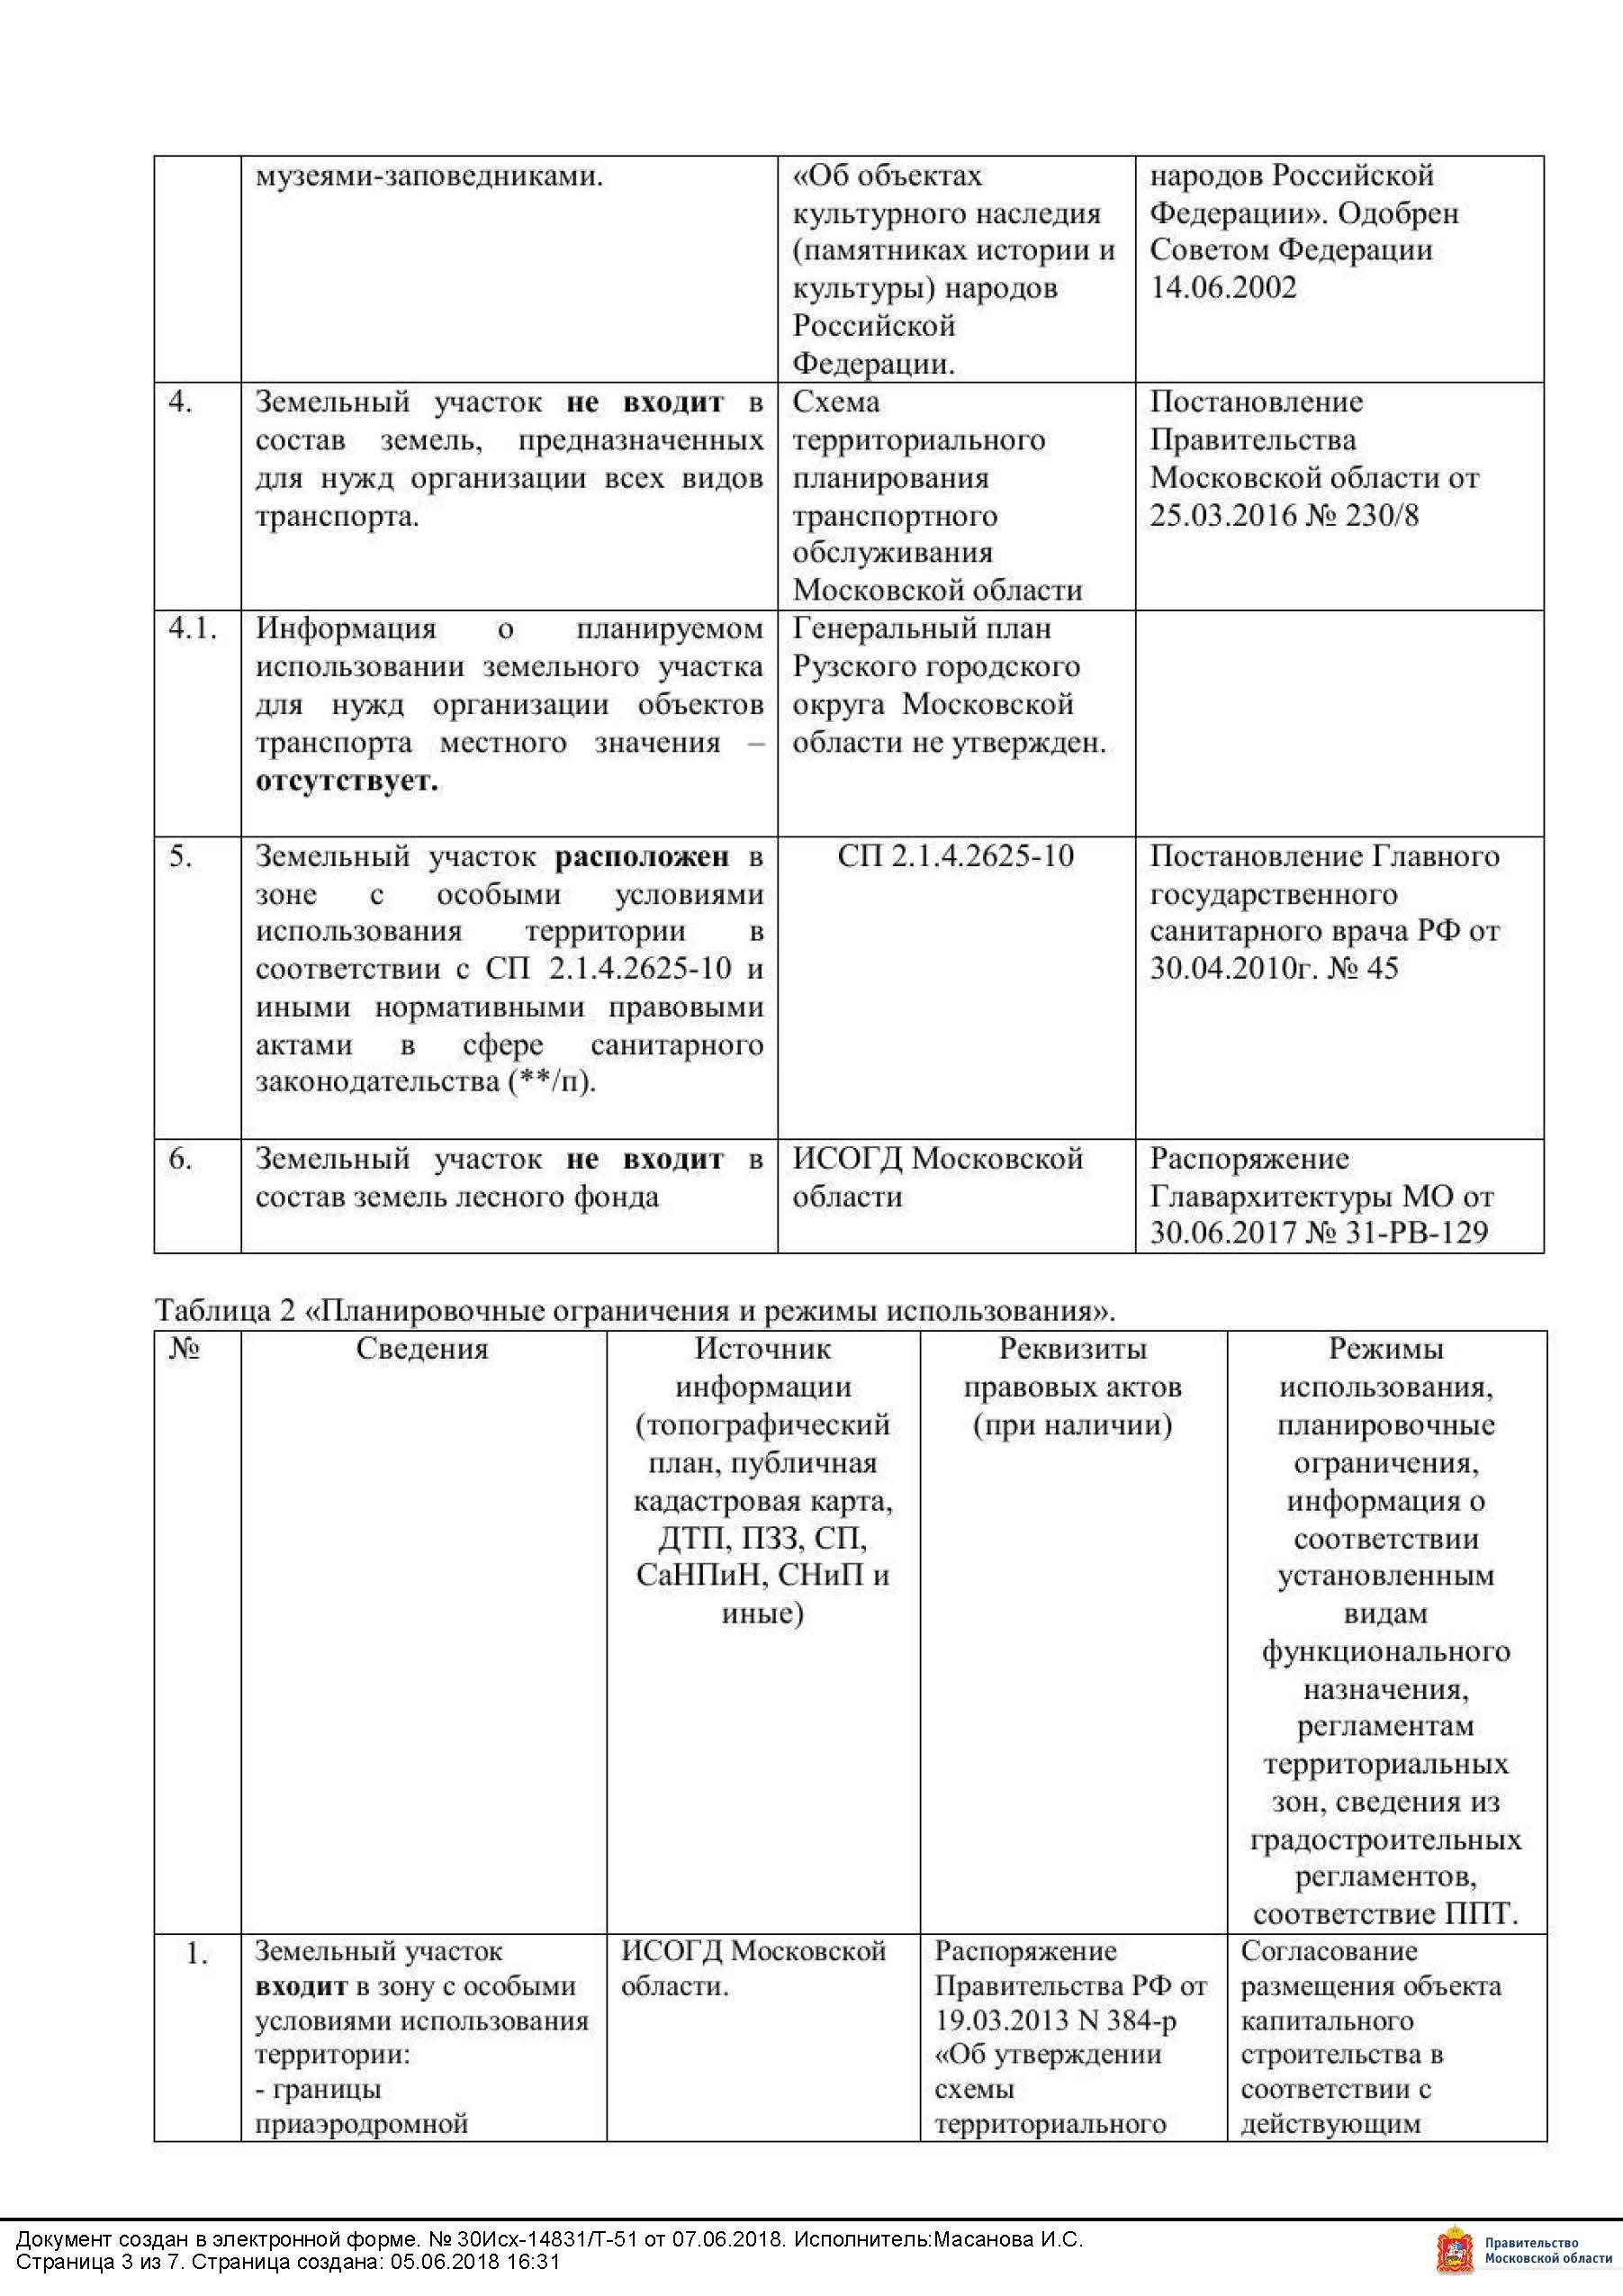 музеями-заповедниками.
«Об объектах
культурного наследия
(памятниках истории и
культуры) народов
Российской
Федерации.
народов Российской
Федерации». Одобрен
Советом Федерации
14.06.2002
4.
Земельный участок не входит в
состав земель, предназначенных
для нужд организации всех видов
транспорта.
Схема
территориального
планирования
транспортного
обслуживания
Московской области
Постановление
Правительства
Московской области от
25.03.2016 № 230/8
4.1.
Информация о планируемом
использовании земельного участка
для нужд организации объектов
транспорта местного значения –
отсутствует.
Генеральный план
Рузского городского
округа Московской
области не утвержден.
5.
Земельный участок расположен в
зоне с особыми условиями
использования территории в
соответствии с СП 2.1.4.2625-10 и
иными нормативными правовыми
актами в сфере санитарного
законодательства (**/п).
СП 2.1.4.2625-10
Постановление Главного
государственного
санитарного врача РФ от
30.04.2010г. № 45
6.
Земельный участок не входит в
состав земель лесного фонда
ИСОГД Московской
области
Распоряжение
Главархитектуры МО от
30.06.2017 № 31-РВ-129
Таблица 2 «Планировочные ограничения и режимы использования».
№
Сведения
Источник
информации
(топографический
план, публичная
кадастровая карта,
ДТП, ПЗЗ, СП,
СаНПиН, СНиП и
иные)
Реквизиты
правовых актов
(при наличии)
Режимы
использования,
планировочные
ограничения,
информация о
соответствии
установленным
видам
функционального
назначения,
регламентам
территориальных
зон, сведения из
градостроительных
регламентов,
соответствие ППТ.
1.
Земельный участок
входит в зону с особыми
условиями использования
территории:
- границы
приаэродромной
ИСОГД Московской
области.
Распоряжение
Правительства РФ от
19.03.2013 N 384-р
«Об утверждении
схемы
территориального
Согласование
размещения объекта
капитального
строительства в
соответствии с
действующим
Документ создан в электронной форме. № 30Исх-14831/Т-51 от 07.06.2018. Исполнитель:Масанова И.С.
Страница 3 из 7. Страница создана: 05.06.2018 16:31
Правительство
Московской области